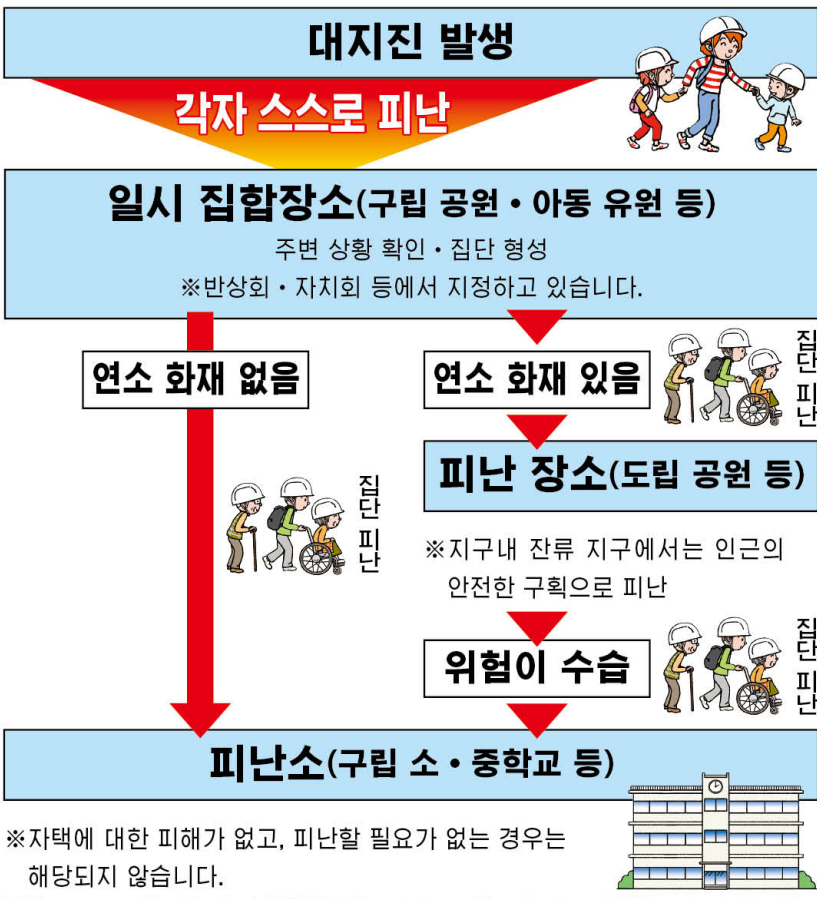 대지진 발생
각자 스스로 피난
일시 집합장소(구립 공원・아동 유원 등)
주변 상황 확인・집단 형성
※반상회・자치회 등에서 지정하고 있습니다.
연소 화재 없음
연소 화재 있음
집단 피난
피난 장소(도립 공원 등)
집단 피난
※지구내 잔류 지구에서는 인근의
안전한 구획으로 피난
위험이 수습
집단 피난
피난소(구립 소・중학교 등)
※자택에 대한 피해가 없고, 피난할 필요가 없는 경우는
해당되지 않습니다.